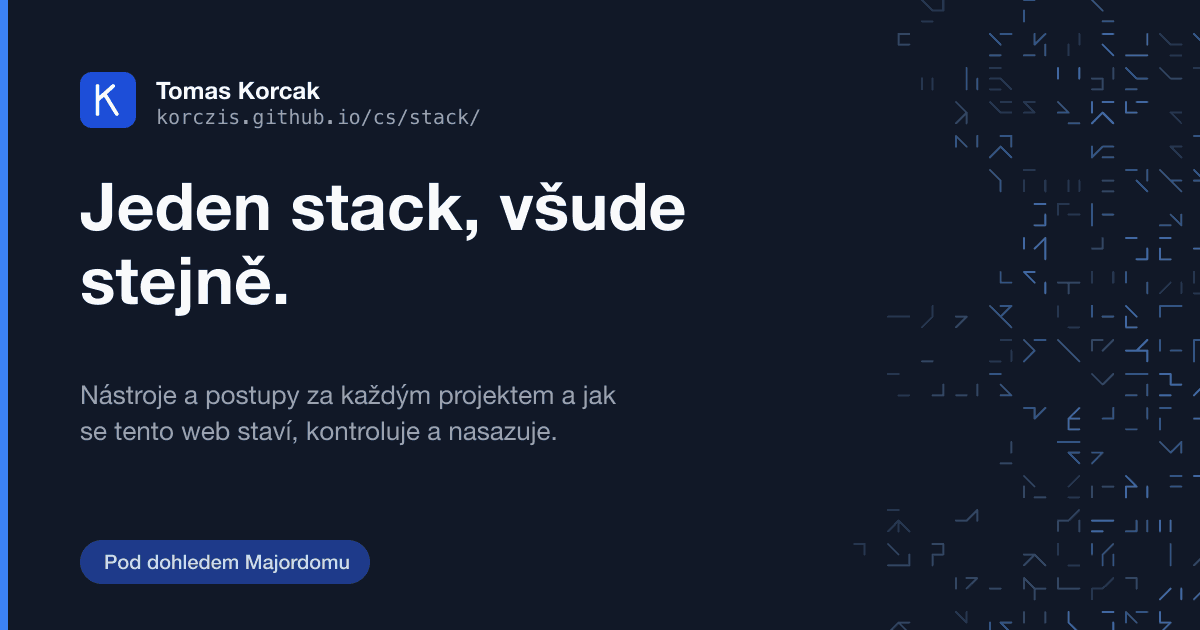 K
Tomas Korcak
korczis.github.io/cs/stack/
Jeden stack, všude
stejně.
Nástroje a postupy za každým projektem a jak
se tento web staví, kontroluje a nasazuje.
Pod dohledem Majordomu